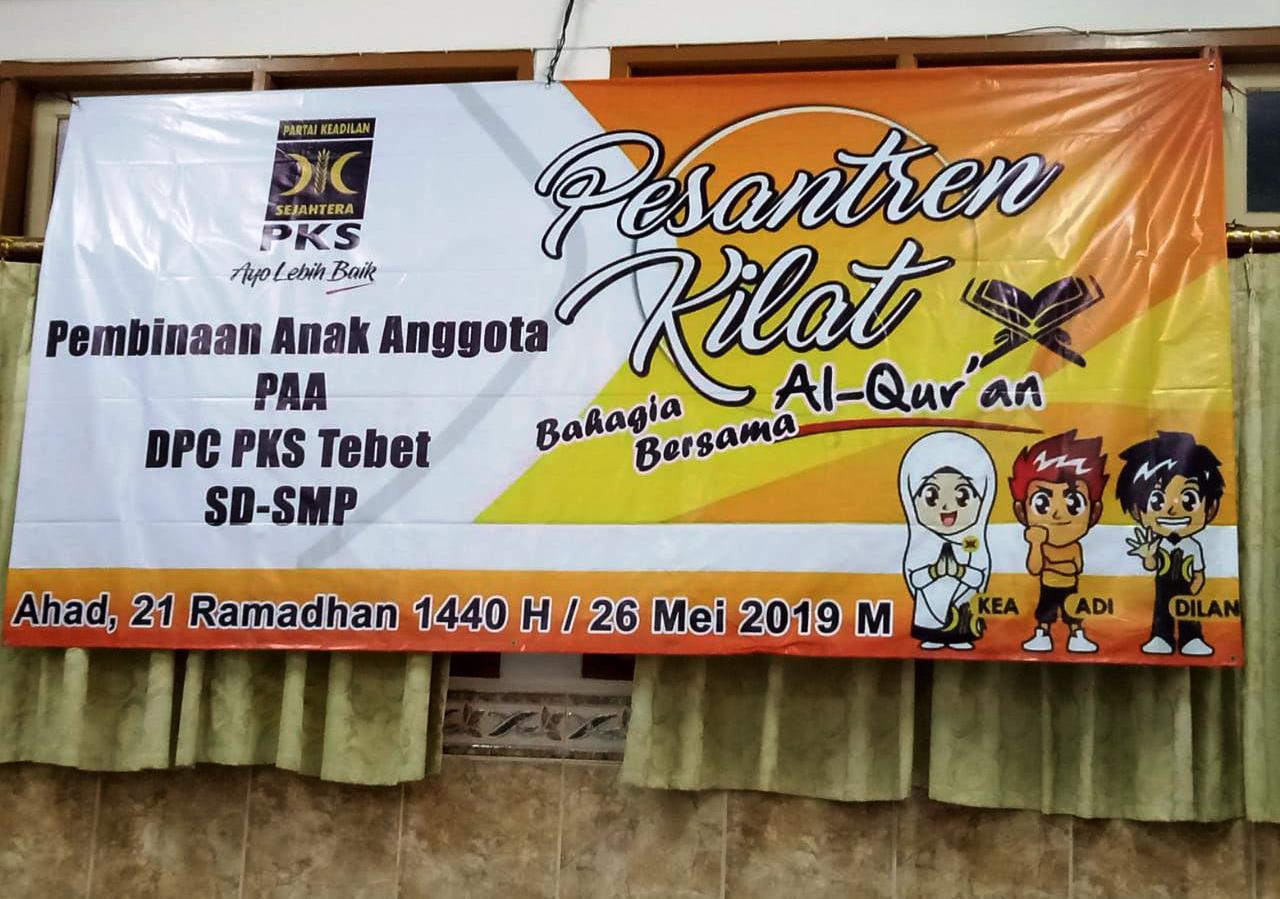 PARTAI KEADILAN
SEJAHTERA
PKS
Ayo Lebih Baik
Pembinaan Anak Anggota
PAA
DPC PKS Tebet
SD-SMP
Pesantren
Kilat
Bahagia
Bersama
Al-Qur'an
Ahad, 21 Ramadhan 1440 H / 26 Mei 2019 M
KEA
ADI
DILAN